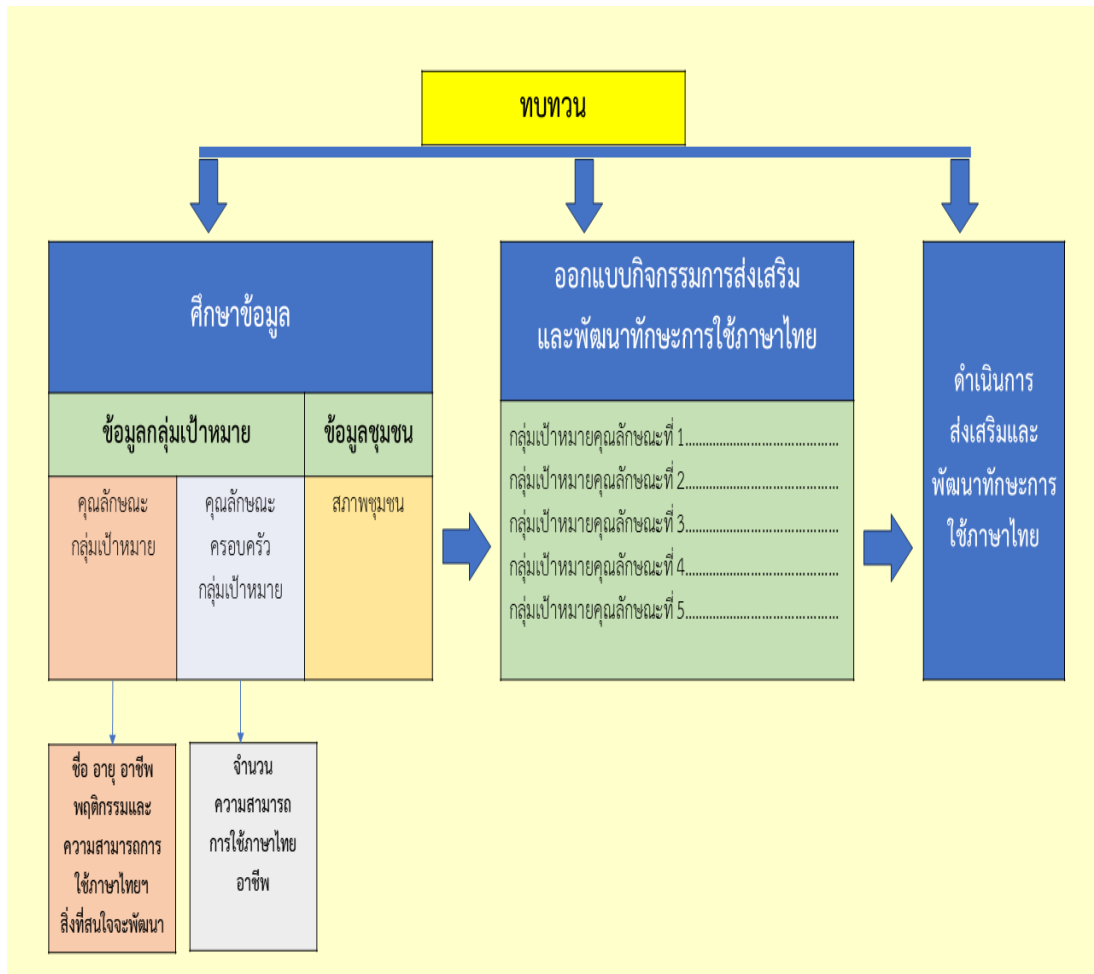 ทบทวน
ศึกษาข้อมูล
ข้อมูลกลุ่มเป้าหมาย
ข้อมูลชุมชน
คุณลักษณะ
กลุ่มเป้าหมาย
คุณลักษณะ
ครอบครัว
กลุ่มเป้าหมาย
สภาพชุมชน
ชื่อ อายุ อาชีพ
พฤติกรรมและ
ความสามารถการ
ใช้ภาษาไทยฯ
สิ่งที่สนใจจะพัฒนา
จำนวน
ความสามารถ
การใช้ภาษาไทย
อาชีพ
ออกแบบกิจกรรมการส่งเสริม
และพัฒนาทักษะการใช้ภาษาไทย
กลุ่มเป้าหมายคุณลักษณะที่ 1..........................................
กลุ่มเป้าหมายคุณลักษณะที่ 2..........................................
กลุ่มเป้าหมายคุณลักษณะที่ 3..........................................
กลุ่มเป้าหมายคุณลักษณะที่ 4..........................................
กลุ่มเป้าหมายคุณลักษณะที่ 5..........................................
ดำเนินการ
ส่งเสริมและ
พัฒนาทักษะการ
ใช้ภาษาไทย